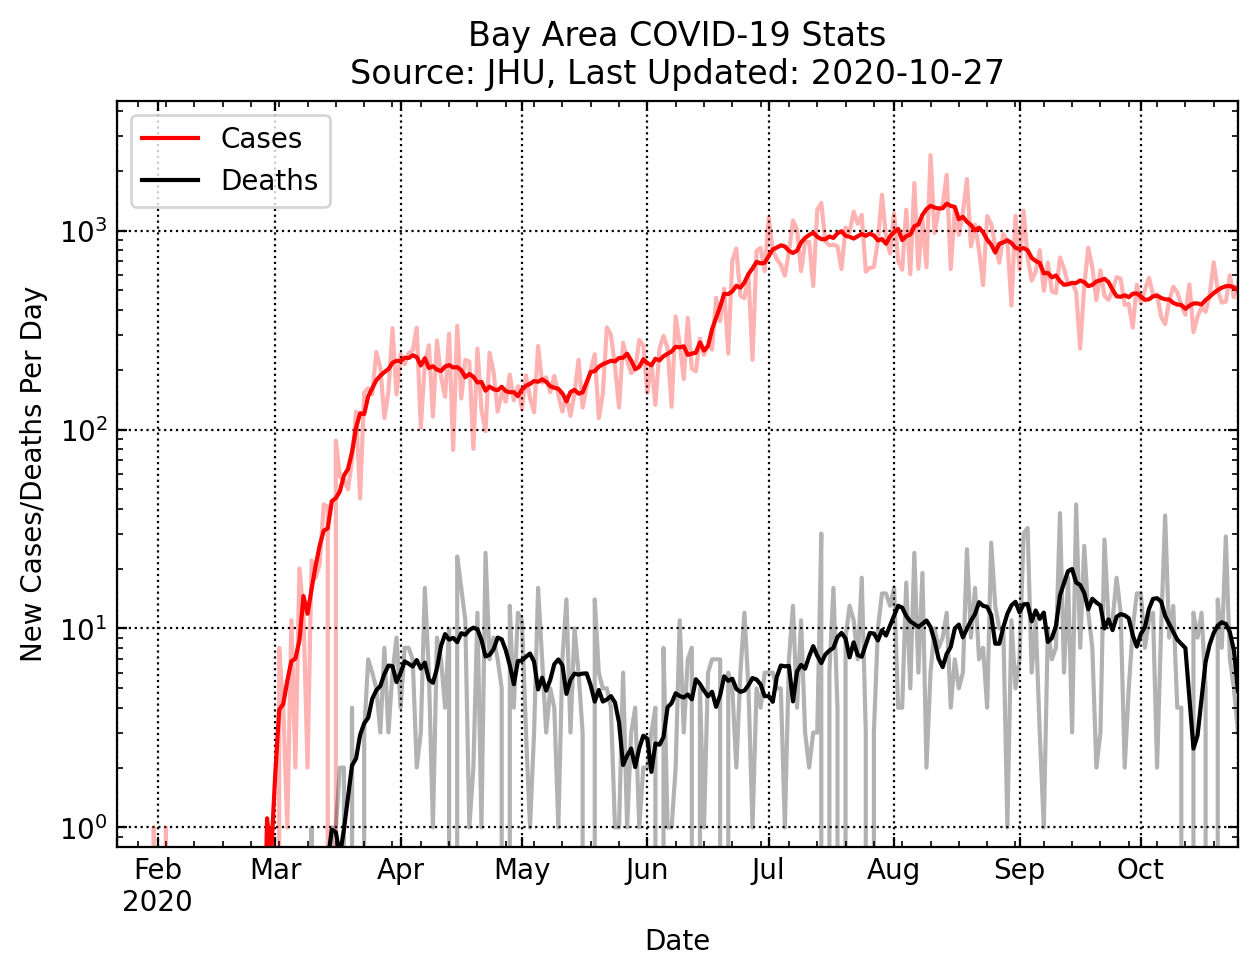 Bay Area COVID-19 Stats
Source: JHU, Last Updated: 2020-10-27
Cases
Deaths
New Cases/Deaths Per Day
10³
10²
10¹
10⁰
Feb Mar Apr May Jun Jul Aug Sep Oct
2020
Date